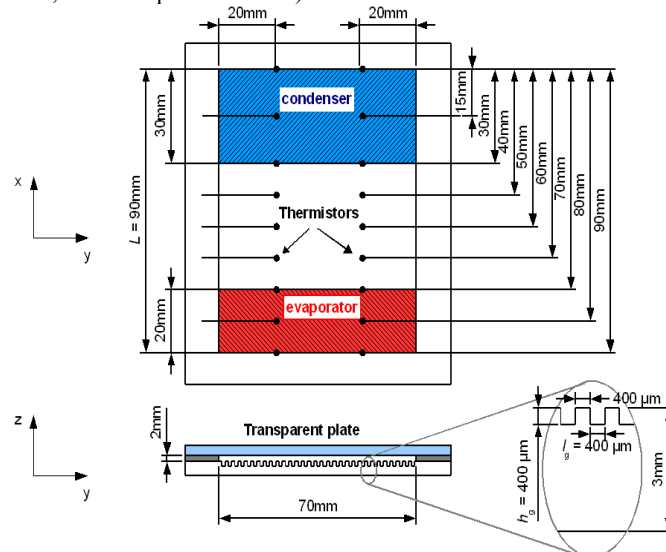 20mm
20mm
condenser
15mm
30mm
30mm
40mm
50mm
60mm
70mm
80mm
90mm
x
y
L = 90mm
Thermistors
evaporator
20mm
z
y
2mm
Transparent plate
70mm
400 µm
l_g = 400 µm
h_g = 400 µm
3mm